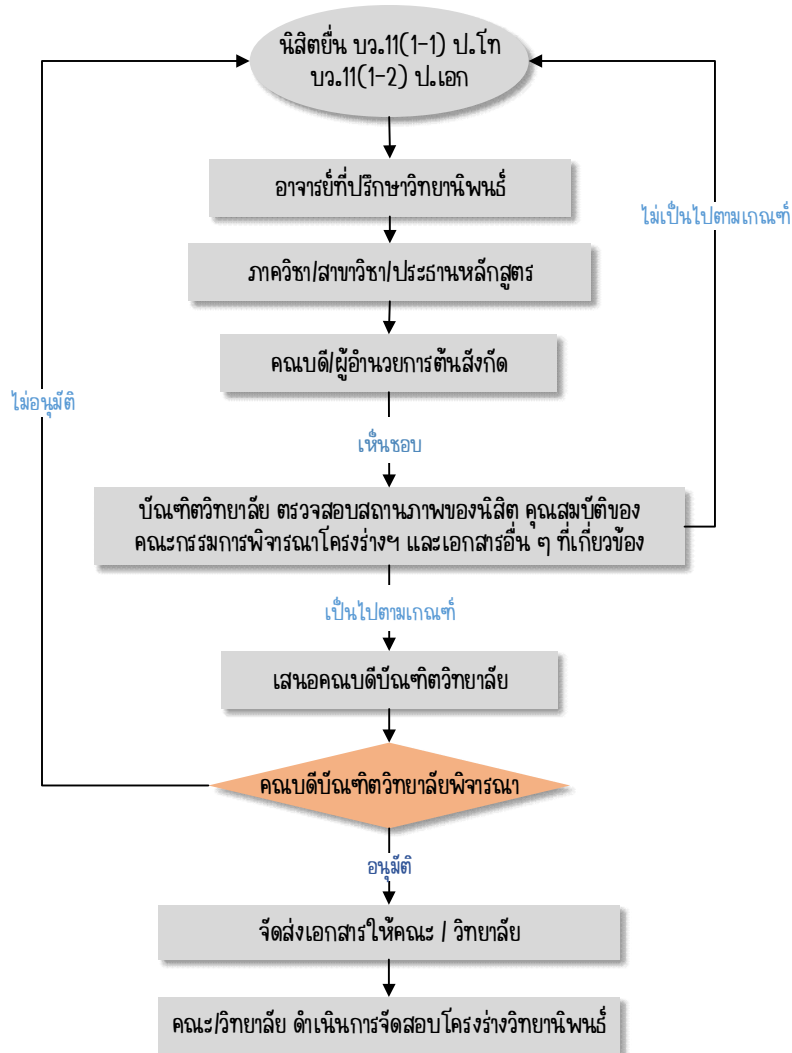 นิสิตยื่น บว.11(1-1) ป.โท
บว.11(1-2) ป.เอก
อาจารย์ที่ปรึกษาวิทยานิพนธ์
ไม่เป็นไปตามเกณฑ์
ภาควิชา/สาขาวิชา/ประธานหลักสูตร
คณบดี/ผู้อำนวยการต้นสังกัด
ไม่อนุมัติ
เห็นชอบ
บัณฑิตวิทยาลัย ตรวจสอบสถานภาพของนิสิต คุณสมบัติของ
คณะกรรมการพิจารณาโครงร่างฯ และเอกสารอื่น ๆ ที่เกี่ยวข้อง
เป็นไปตามเกณฑ์
เสนอคณบดีบัณฑิตวิทยาลัย
คณบดีบัณฑิตวิทยาลัยพิจารณา
อนุมัติ
จัดส่งเอกสารให้คณะ / วิทยาลัย
คณะ/วิทยาลัย ดำเนินการจัดสอบโครงร่างวิทยานิพนธ์